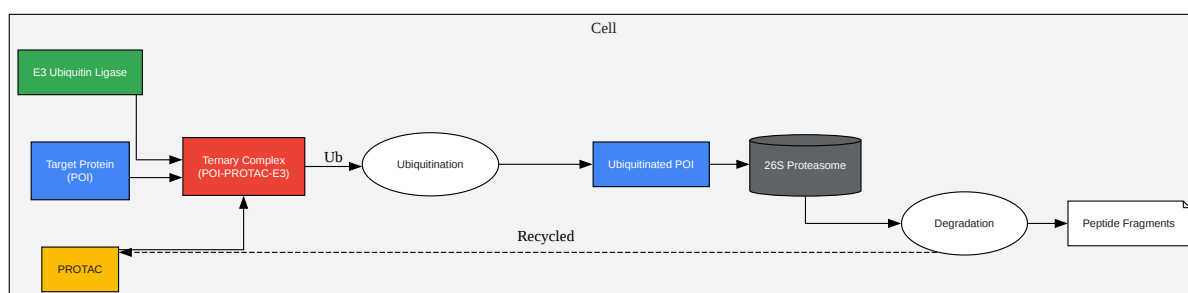 Cell
E3 Ubiquitin Ligase
Target Protein
(POI)
Ternary Complex
(POI-PROTAC-E3)
Ub
Ubiquitination
Ubiquitinated POI
26S Proteasome
Degradation
Peptide Fragments
Recycled
PROTAC